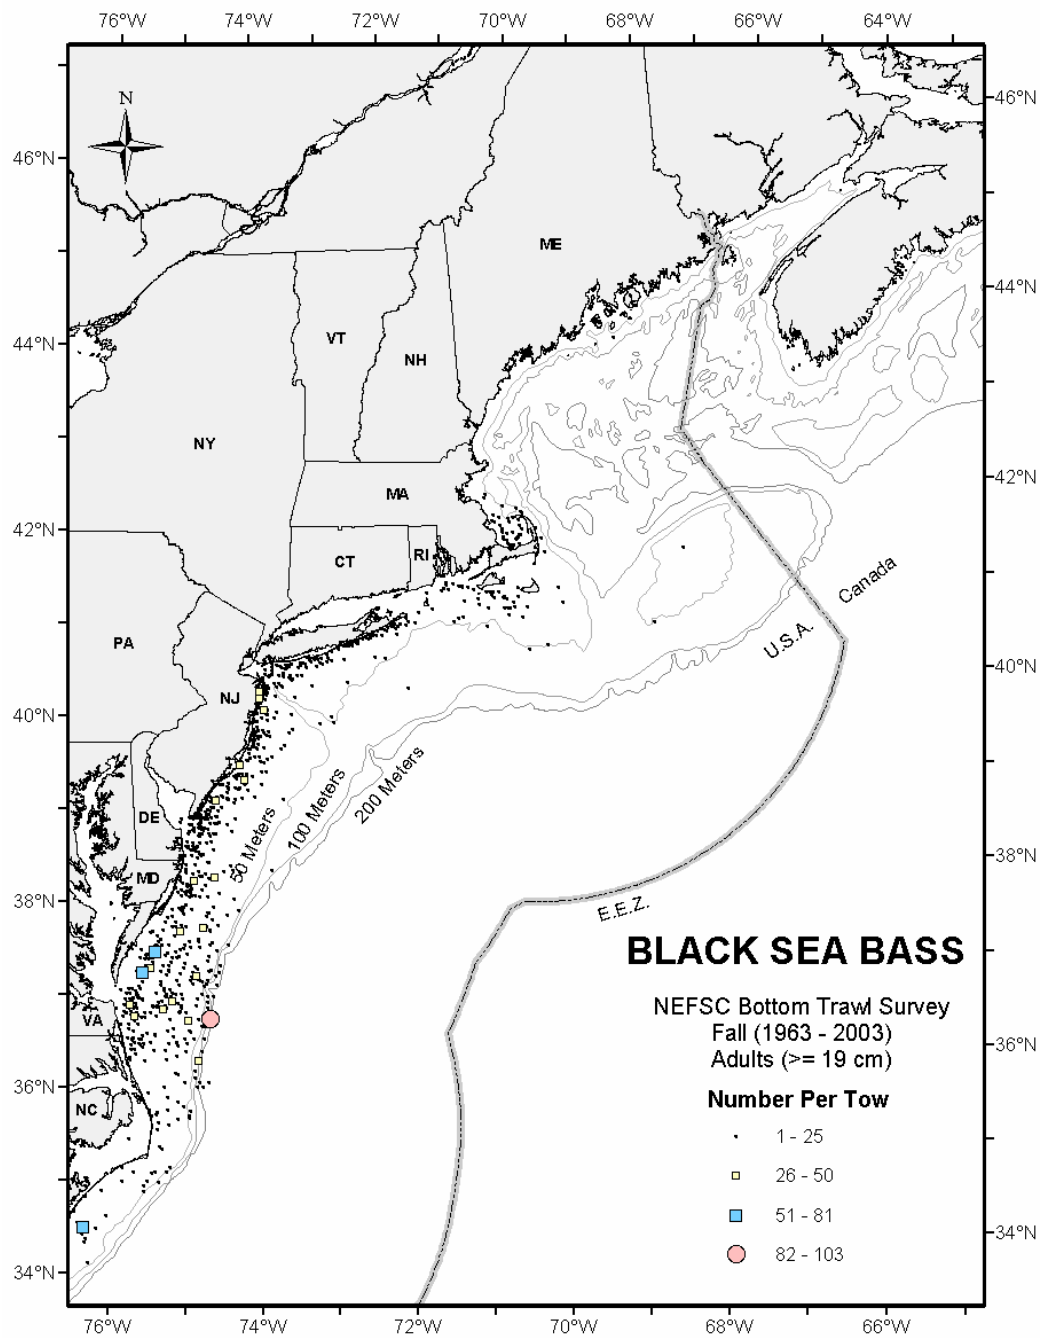 76°W 74°W 72°W 70°W 68°W 66°W 64°W
N
46°N
46°N
ME
44°N
44°N
VT
NH
NY
42°N
MA
42°N
CT
RI
Canada
PA
U.S.A.
40°N
NJ
40°N
50 Meters
100 Meters
200 Meters
DE
MD
38°N
38°N
E.E.Z.
BLACK SEA BASS
NEFSC Bottom Trawl Survey
VA
Fall (1963 - 2003)
36°N
Adults (>= 19 cm)
36°N
NC
Number Per Tow
1 - 25
26 - 50
51 - 81
34°N
82 - 103
34°N
76°W 74°W 72°W 70°W 68°W 66°W